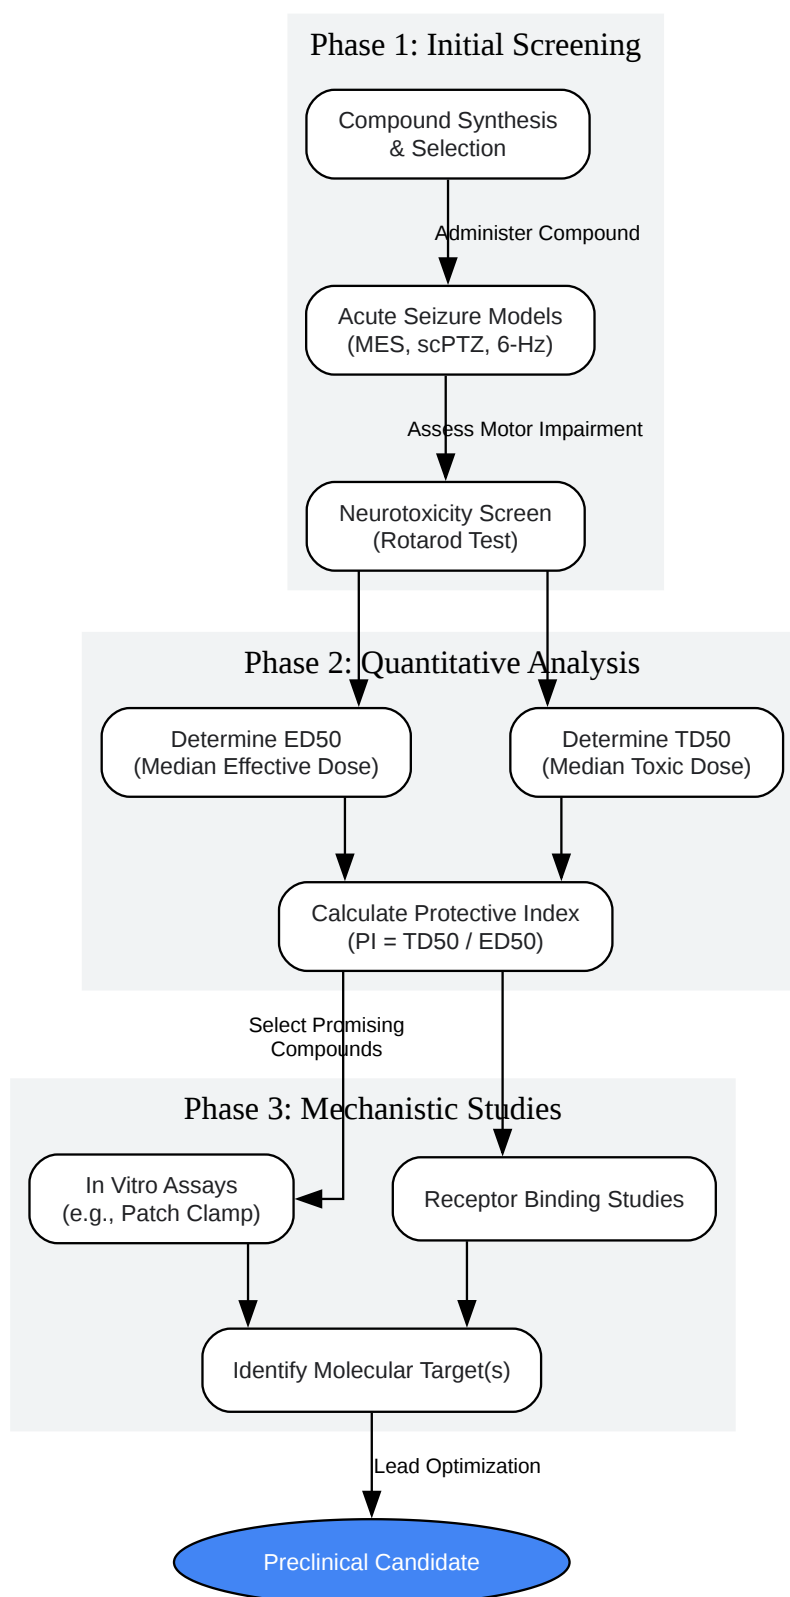 Phase 1: Initial Screening
Compound Synthesis
& Selection
Administer Compound
Acute Seizure Models
(MES, scPTZ, 6-Hz)
Assess Motor Impairment
Neurotoxicity Screen
(Rotarod Test)
Phase 2: Quantitative Analysis
Determine ED50
(Median Effective Dose)
Determine TD50
(Median Toxic Dose)
Calculate Protective Index
(PI = TD50 / ED50)
Select Promising
Compounds
Phase 3: Mechanistic Studies
In Vitro Assays
(e.g., Patch Clamp)
Receptor Binding Studies
Identify Molecular Target(s)
Lead Optimization
Preclinical Candidate